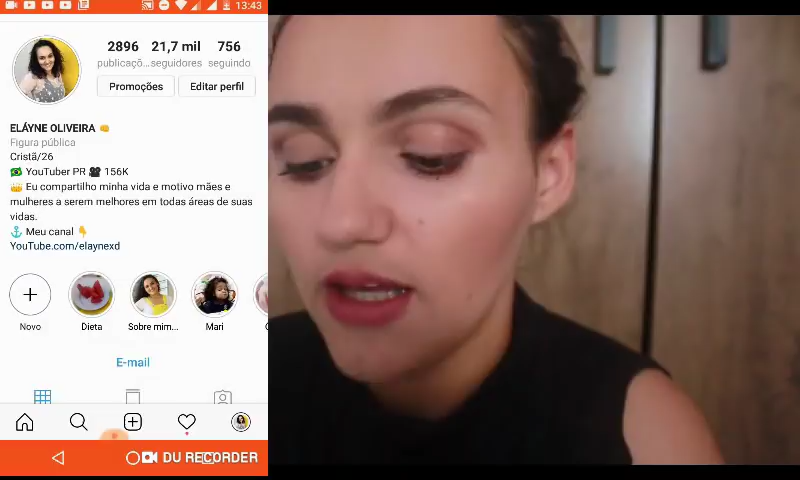 13:43
2896 21,7 mil 756
publicaçõ... seguidores seguindo
Promoções Editar perfil
ELÁYNE OLIVEIRA
Figura pública
Cristã/26
YouTuber PR 156K
Eu compartilho minha vida e motivo mães e
mulheres a serem melhores em todas áreas de suas
vidas.
Meu canal
YouTube.com/elaynexd
Novo Dieta Sobre mim... Mari
E-mail
DU RECORDER